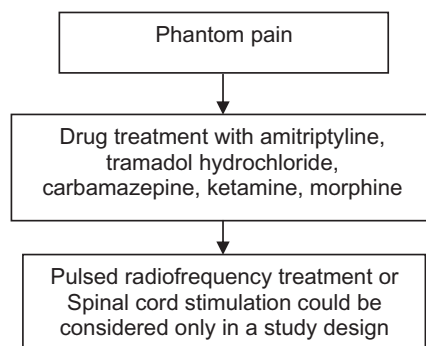 Phantom pain
Drug treatment with amitriptyline,
tramadol hydrochloride,
carbamazepine, ketamine, morphine
Pulsed radiofrequency treatment or
Spinal cord stimulation could be
considered only in a study design